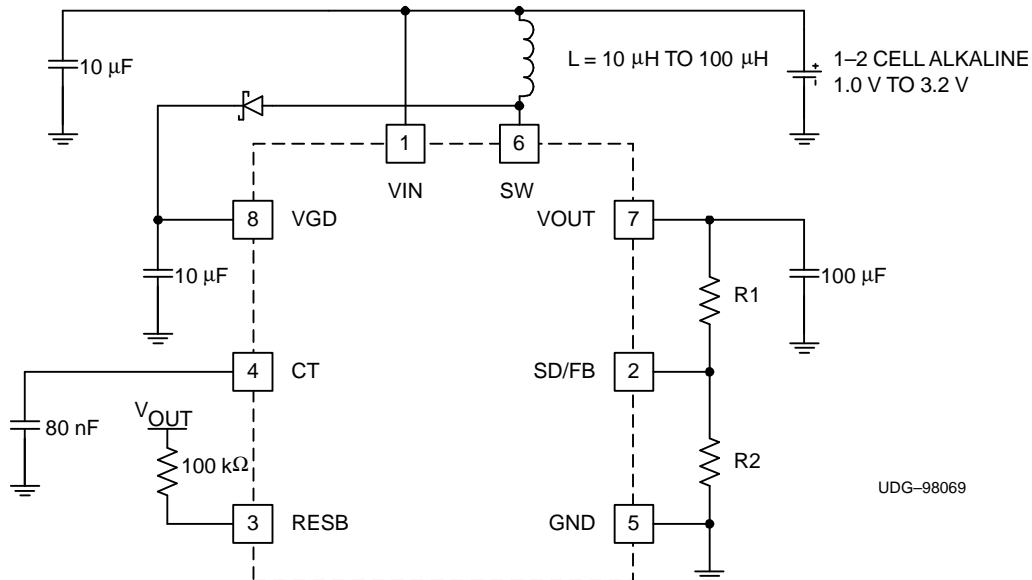 10 μF
L = 10 μH TO 100 μH
+
1–2 CELL ALKALINE
1.0 V TO 3.2 V
1
6
VIN
SW
8
VGD
VOUT
7
10 μF
R1
100 μF
4
CT
SD/FB
2
80 nF
VOUT
100 kΩ
R2
UDG–98069
3
RESB
GND
5